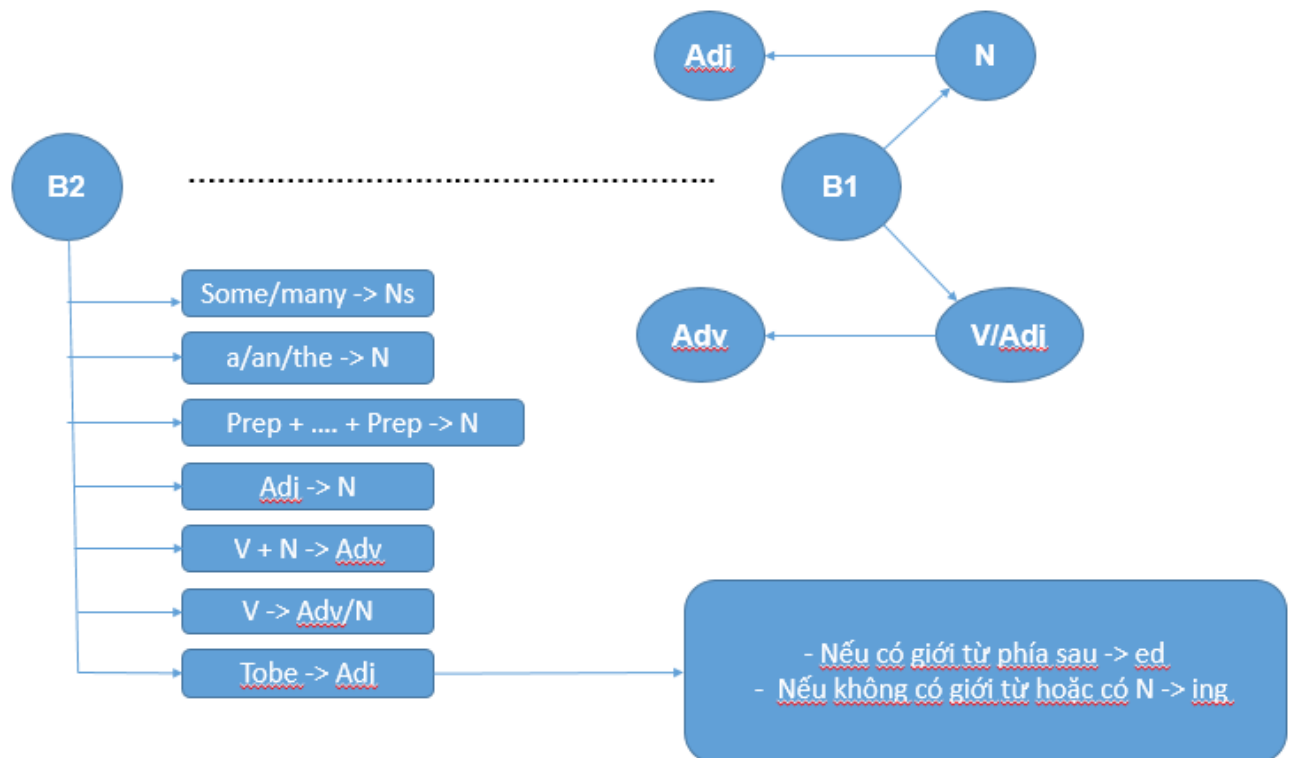 Adj
N
B2
........................................................
B1
Some/many -> Ns
a/an/the -> N
Adv
V/Adj
Prep + .... + Prep -> N
Adj -> N
V + N -> Adv
V -> Adv/N
Tobe -> Adj
- Nếu có giới từ phía sau -> ed
- Nếu không có giới từ hoặc có N -> ing